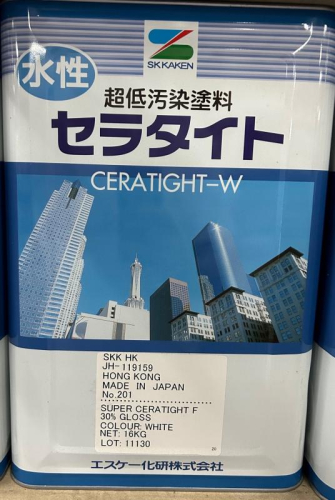 SK KAKEN
水性
超低汚染塗料
セラタイト
CERATIGHT-W
SKK HK
JH-119159
HONG KONG
MADE IN JAPAN
No.201
SUPER CERATIGHT F
30% GLOSS
COLOUR: WHITE
NET: 16KG
LOT: 11130
エスケー化研株式会社